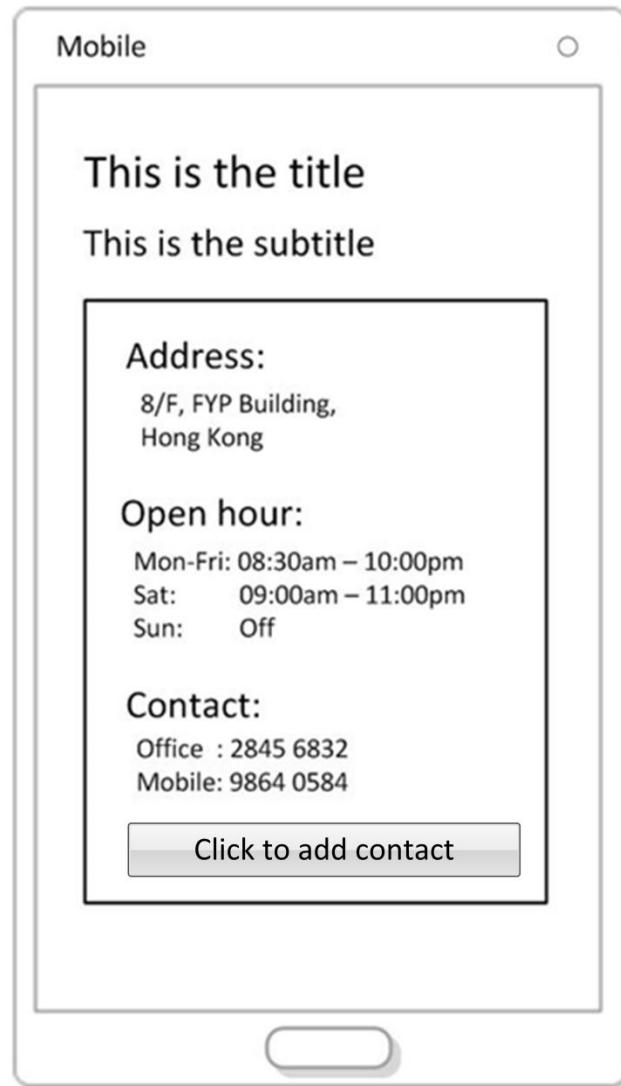 Mobile
This is the title
This is the subtitle
Address:
8/F, FYP Building,
Hong Kong
Open hour:
Mon-Fri: 08:30am – 10:00pm
Sat: 09:00am – 11:00pm
Sun: Off
Contact:
Office : 2845 6832
Mobile: 9864 0584
Click to add contact